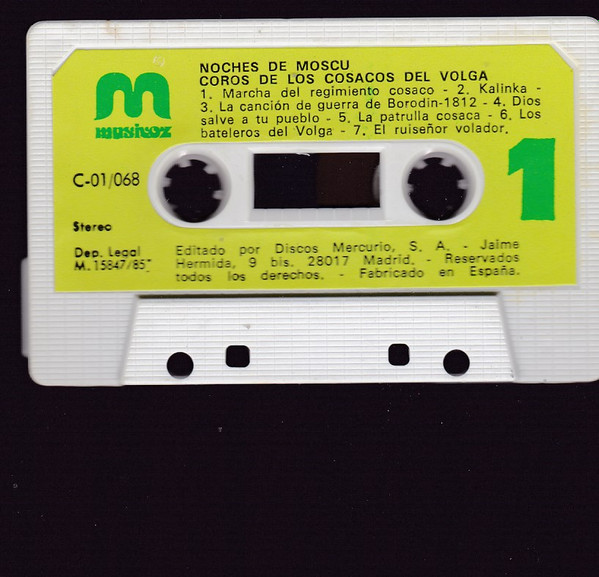 NOCHES DE MOSCU
COROS DE LOS COSACOS DEL VOLGA
1. Marcha del regimiento cosaco - 2. Kalinka -
3. La canción de guerra de Borodin-1812 - 4. Dios
salve a tu pueblo - 5. La patrulla cosaca - 6. Los
bateleros del Volga - 7. El ruiseñor volador.
musivoz
C-01/068
1
Stereo
Dep. Legal
M. 15847/85
Editado por Discos Mercurio, S. A. - Jaime
Hermida, 9 bis. 28017 Madrid. - Reservados
todos los derechos. - Fabricado en España.